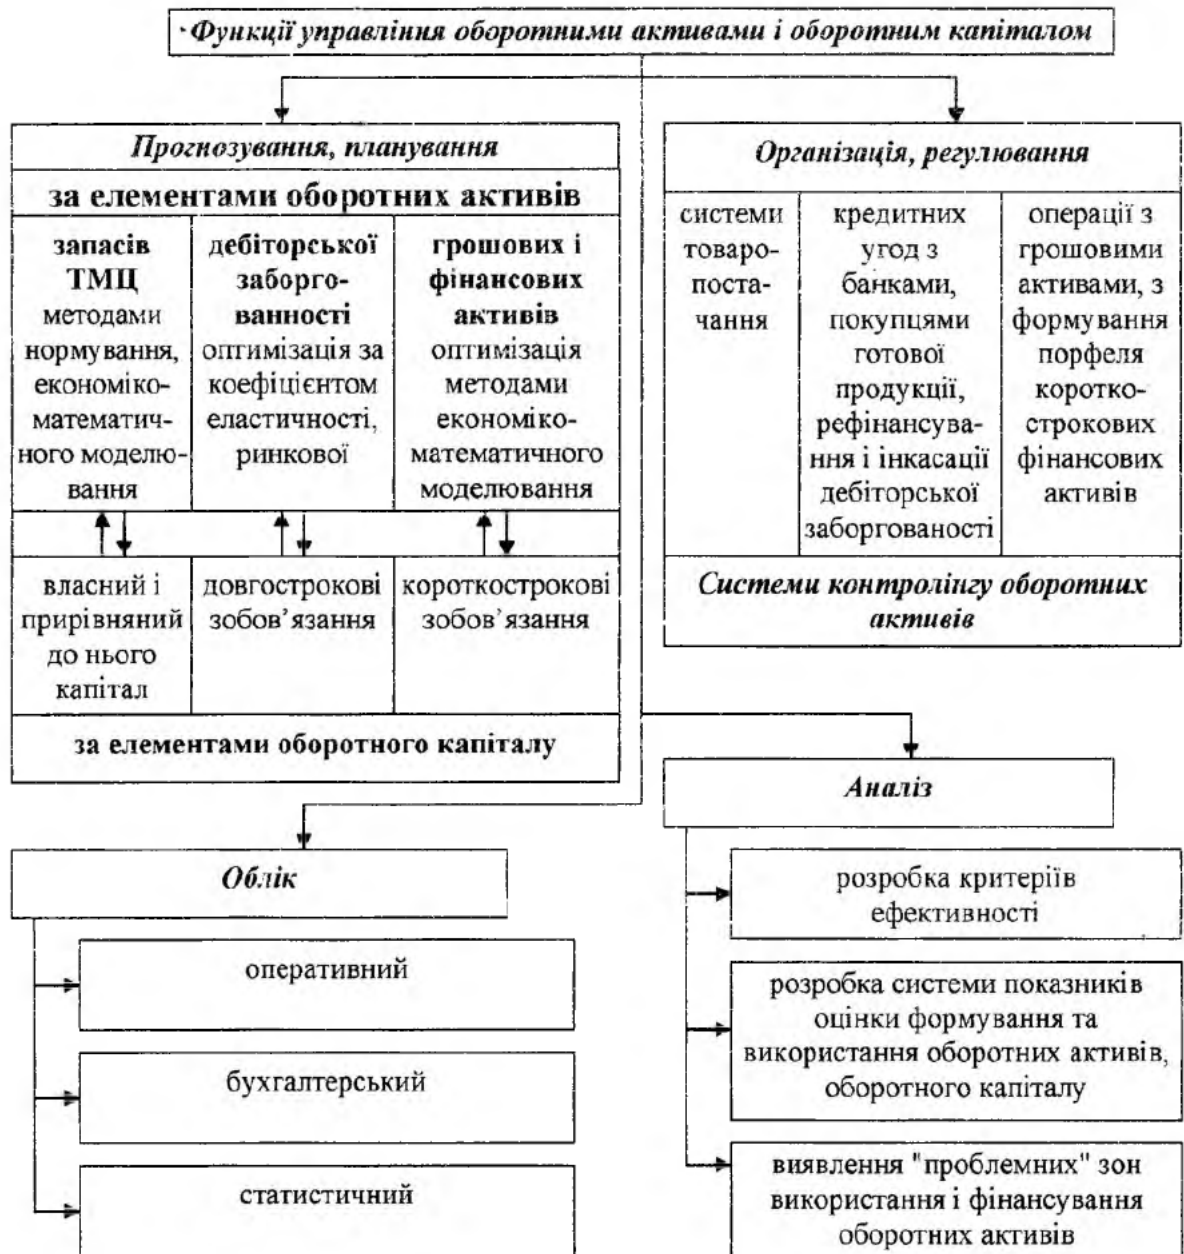 Функції управління оборотними активами і оборотним капіталом
Прогнозування, планування
за елементами оборотних активів
запасів
ТМЦ
методами
нормування,
економіко-
математич-
ного моделю-
вання
дебіторської
заборго-
ванності
оптимізація за
коефіцієнтом
еластичності,
ринкової
грошових і
фінансових
активів
оптимізація
методами
економіко-
математичного
моделювання
власний і
прирівняний
до нього
капітал
довгострокові
зобов’язання
короткострокові
зобов’язання
за елементами оборотного капіталу
Організація, регулювання
системи
товаро-
поста-
чання
кредитних
угод з
банками,
покупцями
готової
продукції,
рефінансува-
ння і інкасації
дебіторської
заборгованості
операції з
грошовими
активами, з
формування
порфеля
коротко-
строкових
фінансових
активів
Системи контролінгу оборотних
активів
Облік
оперативний
бухгалтерський
статистичний
Аналіз
розробка критеріїв
ефективності
розробка системи показників
оцінки формування та
використання оборотних активів,
оборотного капіталу
виявлення "проблемних" зон
використання і фінансування
оборотних активів